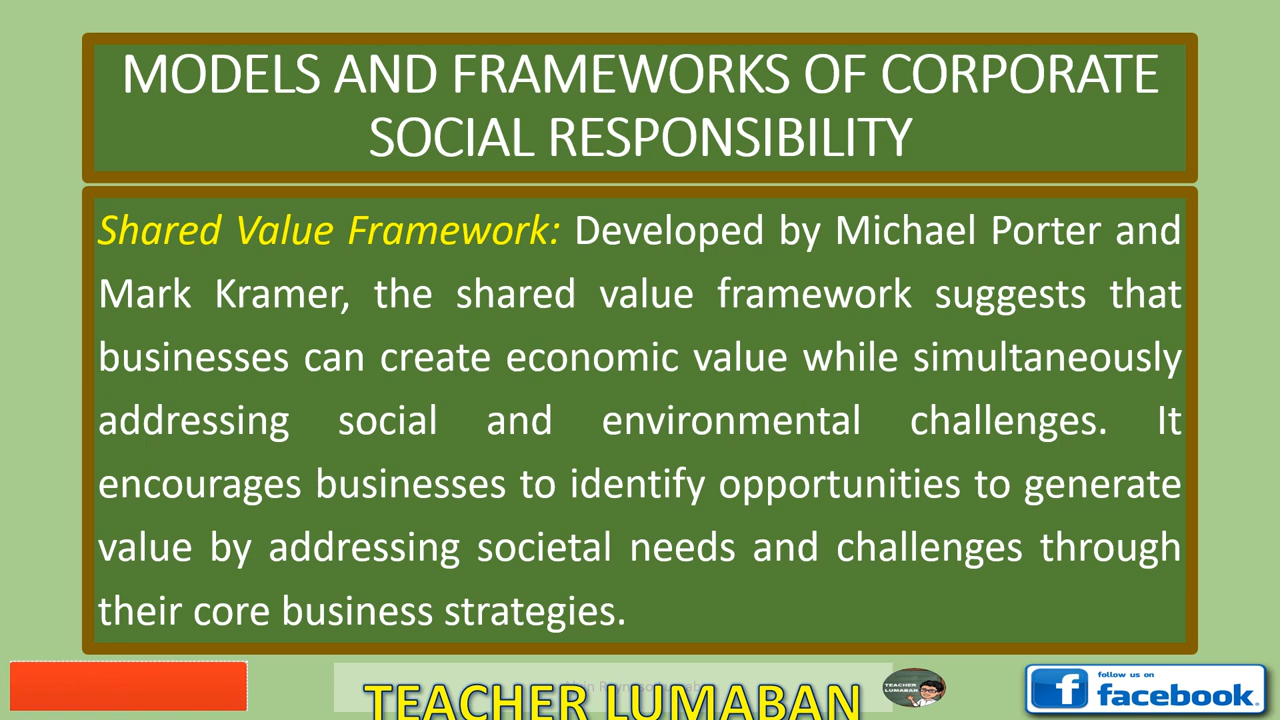 MODELS AND FRAMEWORKS OF CORPORATE
SOCIAL RESPONSIBILITY
Shared Value Framework: Developed by Michael Porter and
Mark Kramer, the shared value framework suggests that
businesses can create economic value while simultaneously
addressing social and environmental challenges. It
encourages businesses to identify opportunities to generate
value by addressing societal needs and challenges through
their core business strategies.
TEACHER LUMABAN
TEACHER
LUMABAN
follow us on
facebook.